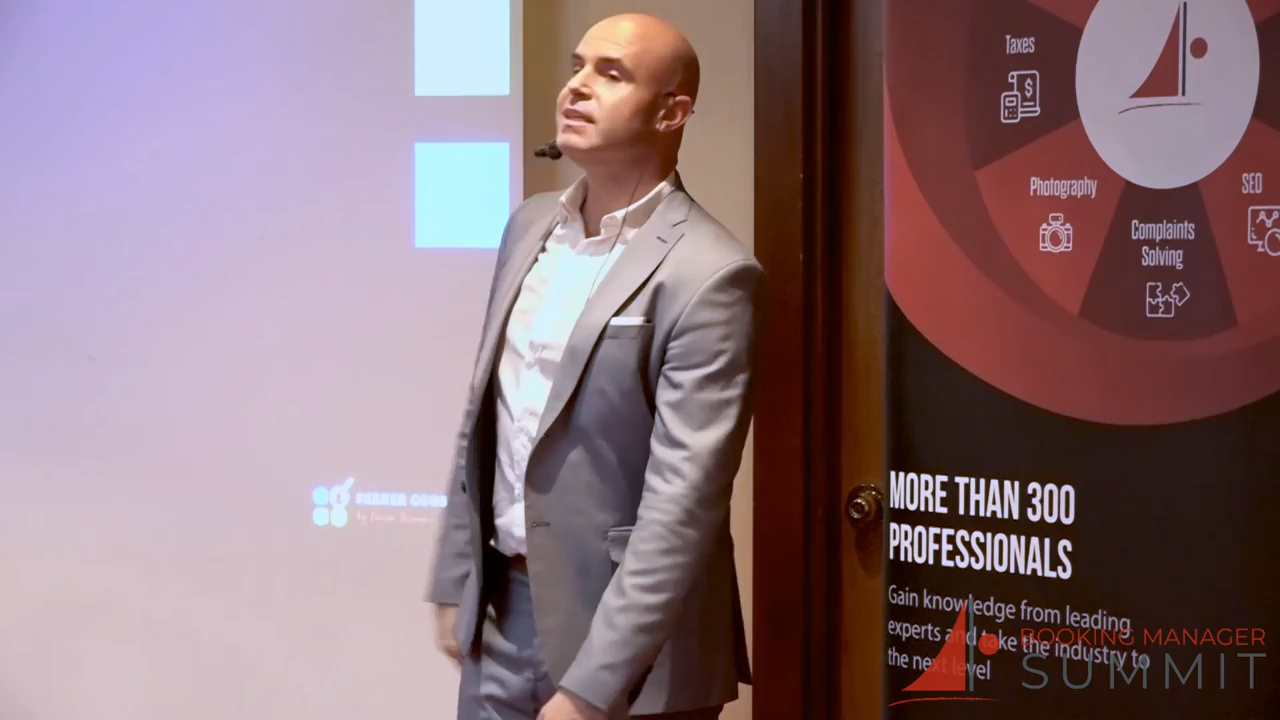 Taxes
$
Photography
SEO
Complaints
Solving
MORE THAN 300
PROFESSIONALS
Gain knowledge from leading
experts and take the industry to
the next level
BOOKING MANAGER
SUMMIT